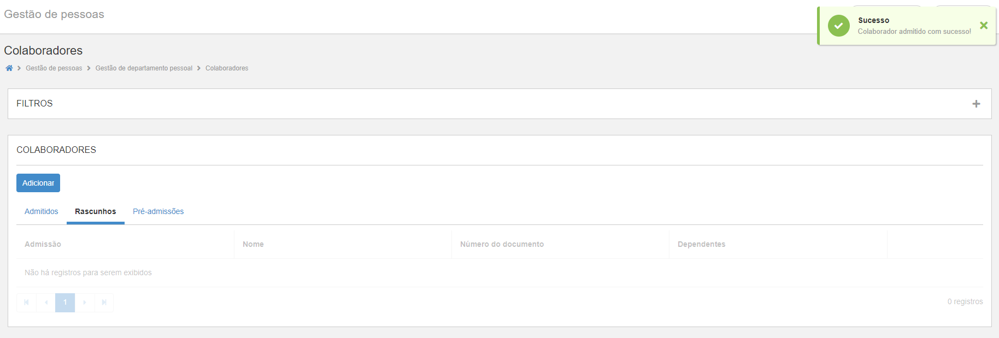 Gestão de pessoas
Sucesso
Colaborador admitido com sucesso!
Colaboradores
Gestão de pessoas Gestão de departamento pessoal Colaboradores
FILTROS
COLABORADORES
Adicionar
Admitidos Rascunhos Pré-admissões
Admissão Nome Número do documento Dependentes
Não há registros para serem exibidos
1
0 registros